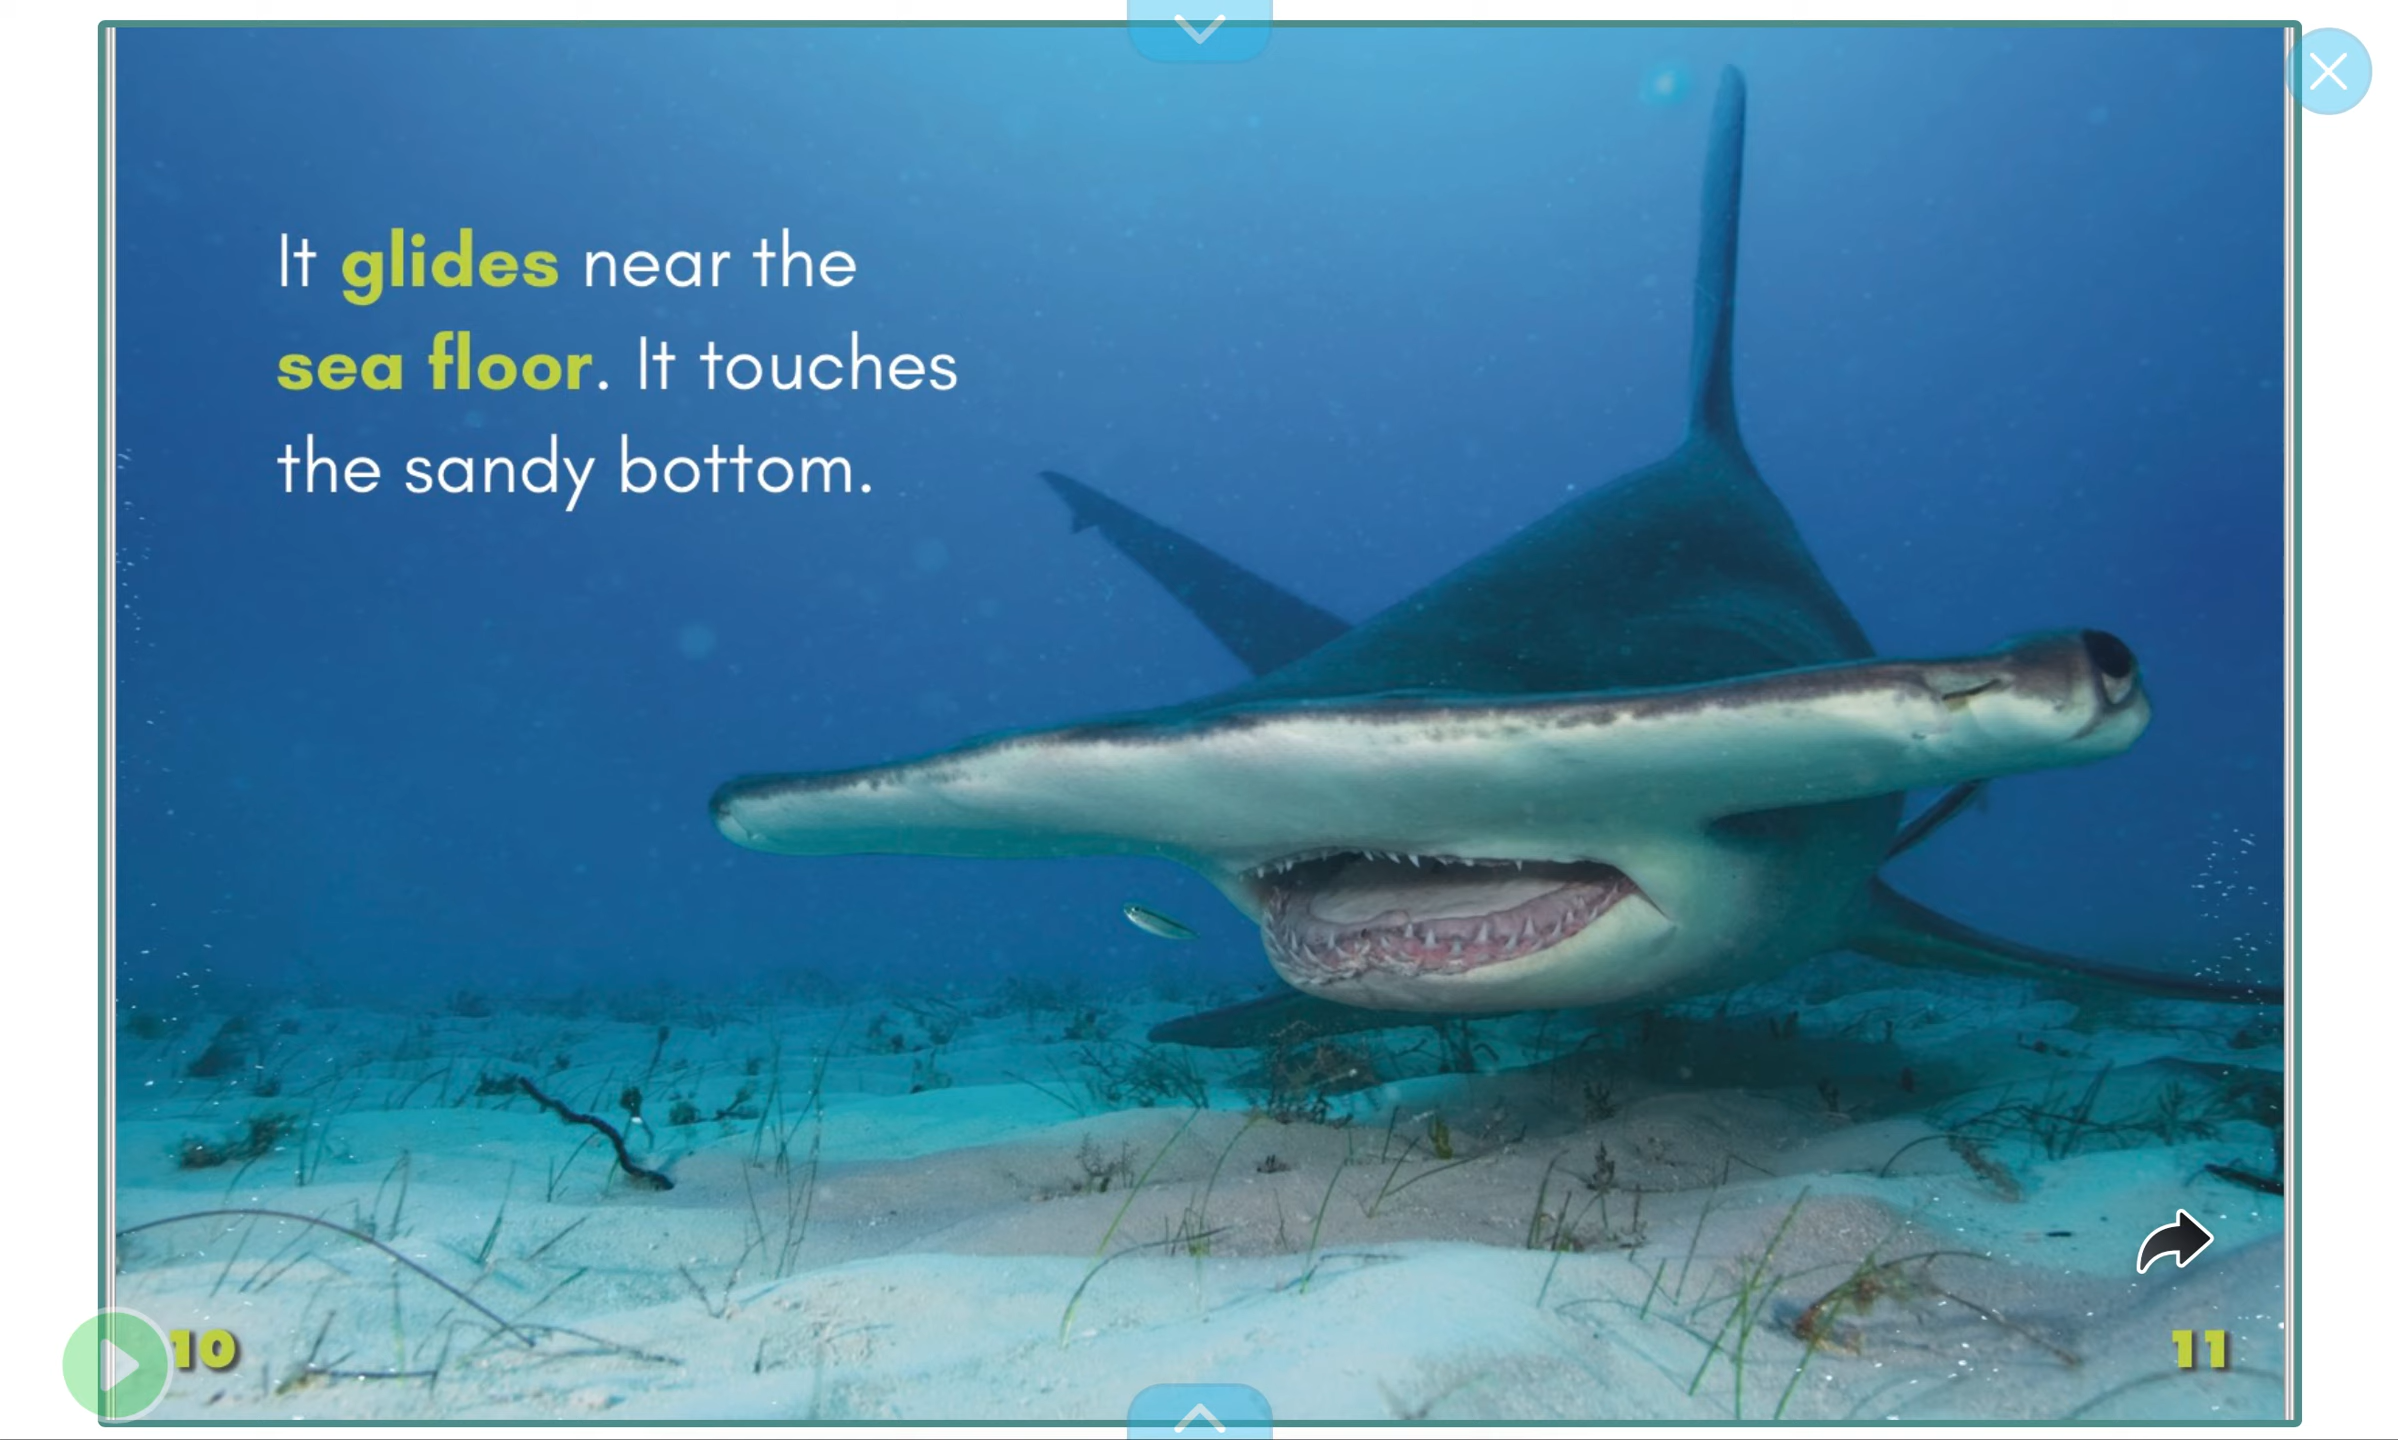 It glides near the
sea floor. It touches
the sandy bottom.
10
11